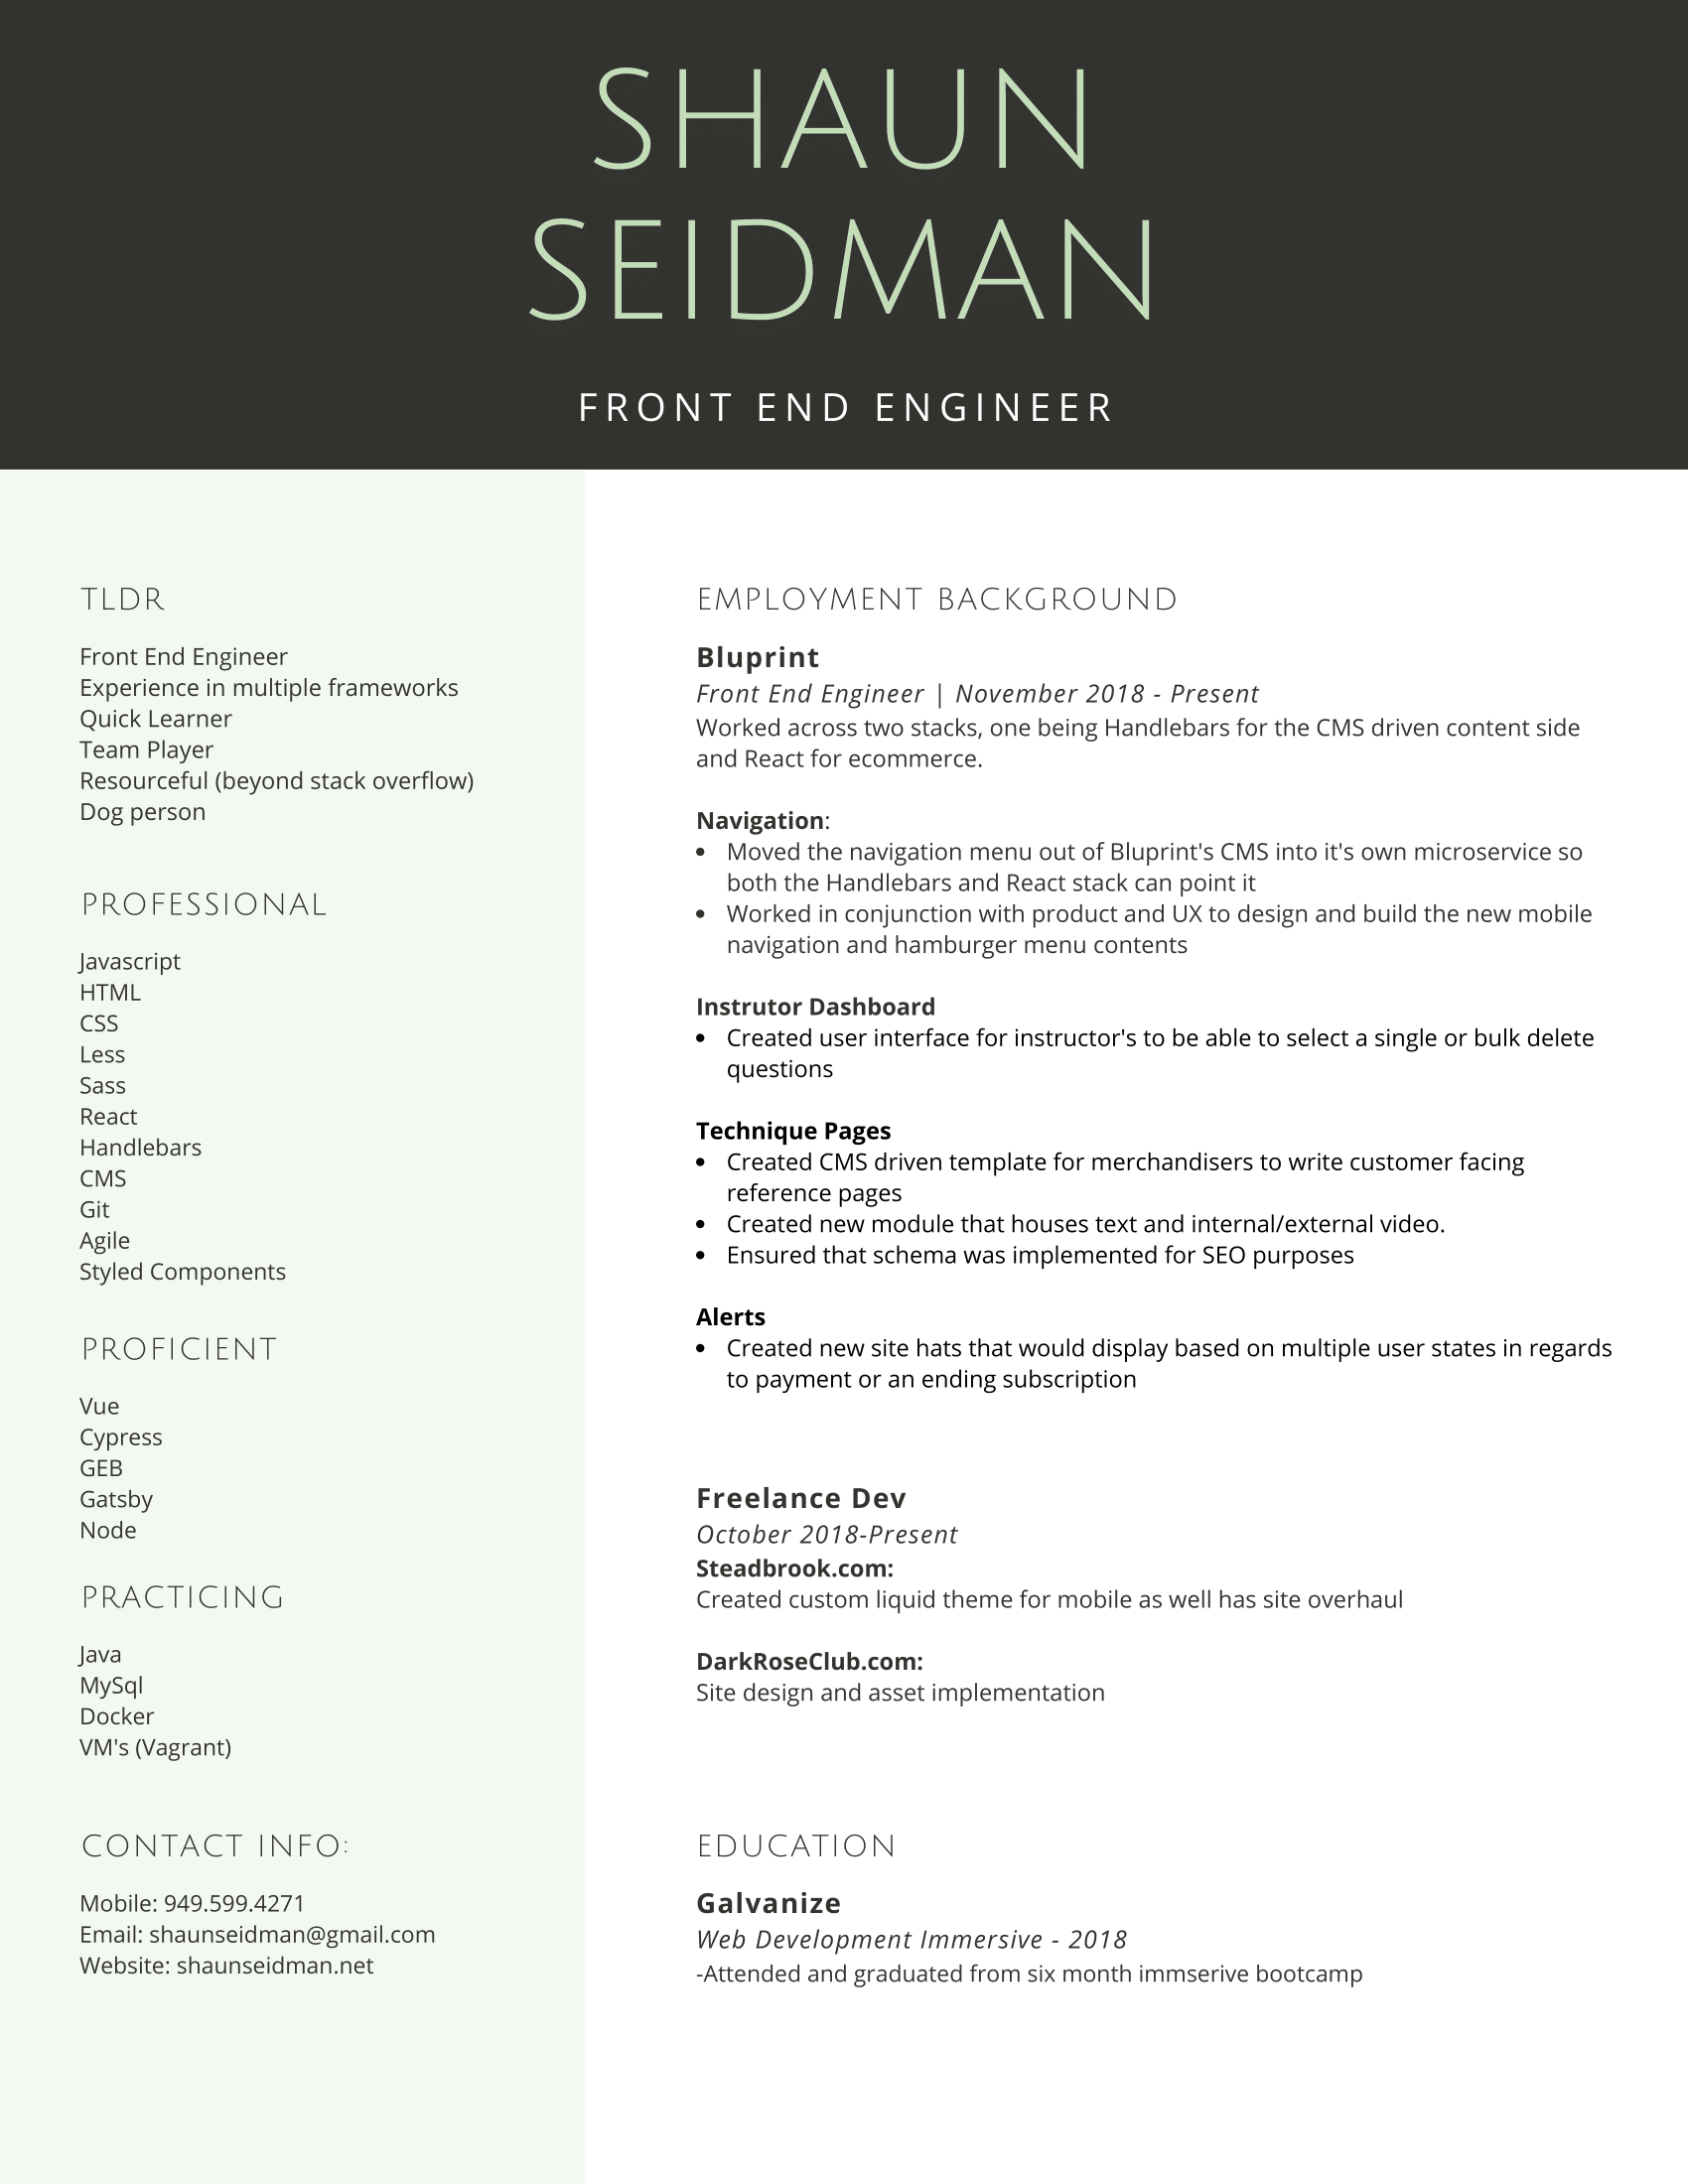 SHAUN
SEIDMAN
FRONT END ENGINEER
TLDR
Front End Engineer
Experience in multiple frameworks
Quick Learner
Team Player
Resourceful (beyond stack overflow)
Dog person
PROFESSIONAL
Javascript
HTML
CSS
Less
Sass
React
Handlebars
CMS
Git
Agile
Styled Components
PROFICIENT
Vue
Cypress
GEB
Gatsby
Node
PRACTICING
Java
MySql
Docker
VM's (Vagrant)
CONTACT INFO:
Mobile: 949.599.4271
Email: shaunseidman@gmail.com
Website: shaunseidman.net
EMPLOYMENT BACKGROUND
Bluprint
Front End Engineer | November 2018 - Present
Worked across two stacks, one being Handlebars for the CMS driven content side
and React for ecommerce.
Navigation:
• Moved the navigation menu out of Bluprint's CMS into it's own microservice so
both the Handlebars and React stack can point it
• Worked in conjunction with product and UX to design and build the new mobile
navigation and hamburger menu contents
Instrutor Dashboard
• Created user interface for instructor's to be able to select a single or bulk delete
questions
Technique Pages
• Created CMS driven template for merchandisers to write customer facing
reference pages
• Created new module that houses text and internal/external video.
• Ensured that schema was implemented for SEO purposes
Alerts
• Created new site hats that would display based on multiple user states in regards
to payment or an ending subscription
Freelance Dev
October 2018-Present
Steadbrook.com:
Created custom liquid theme for mobile as well has site overhaul
DarkRoseClub.com:
Site design and asset implementation
EDUCATION
Galvanize
Web Development Immersive - 2018
-Attended and graduated from six month immserive bootcamp